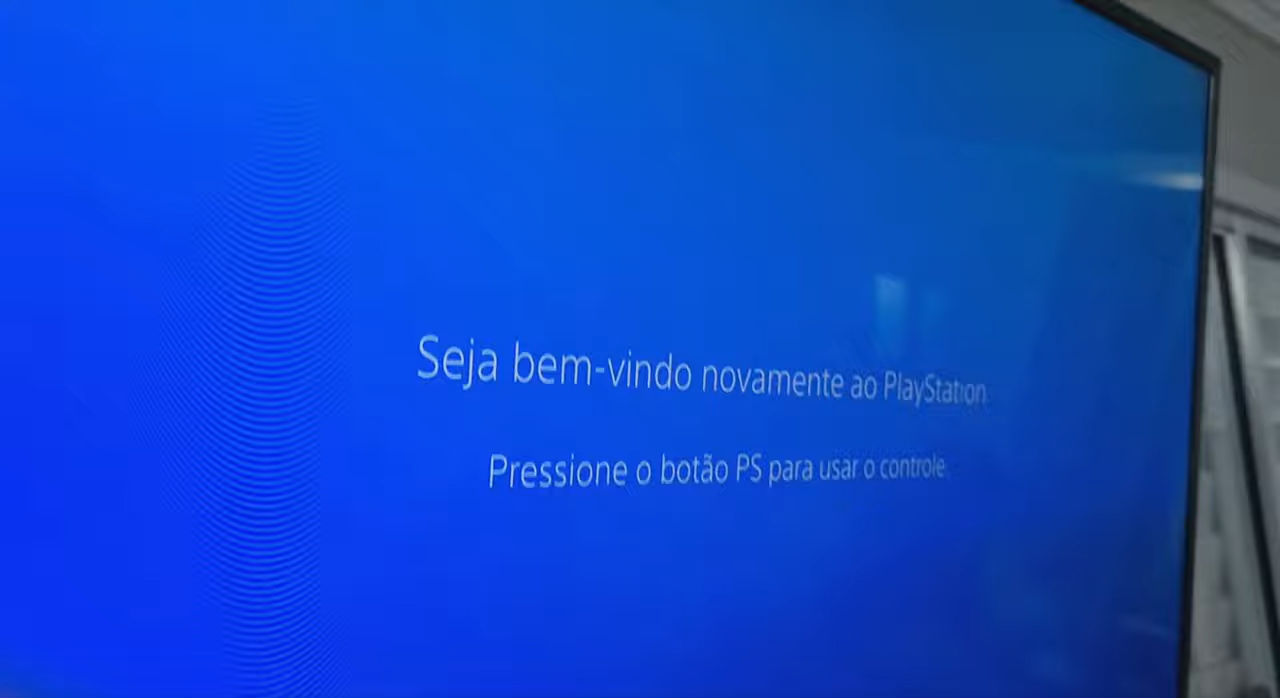 Seja bem-vindo novamente ao PlayStation
Pressione o botão PS para usar o controle